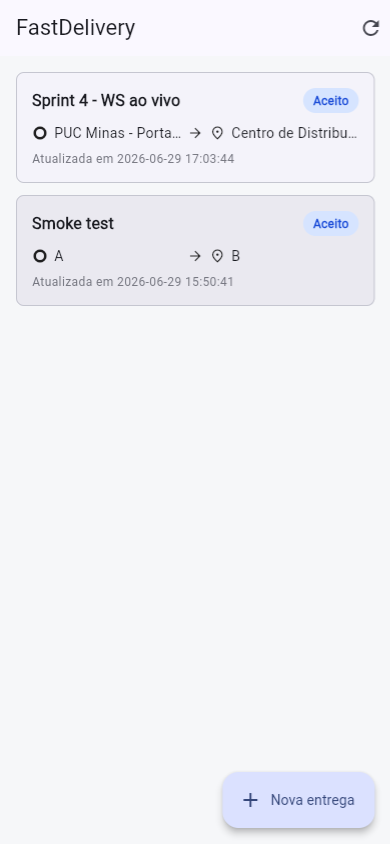 FastDelivery
Sprint 4 - WS ao vivo Aceito
PUC Minas - Porta... → Centro de Distribu...
Atualizada em 2026-06-29 17:03:44
Smoke test Aceito
A → B
Atualizada em 2026-06-29 15:50:41
+ Nova entrega